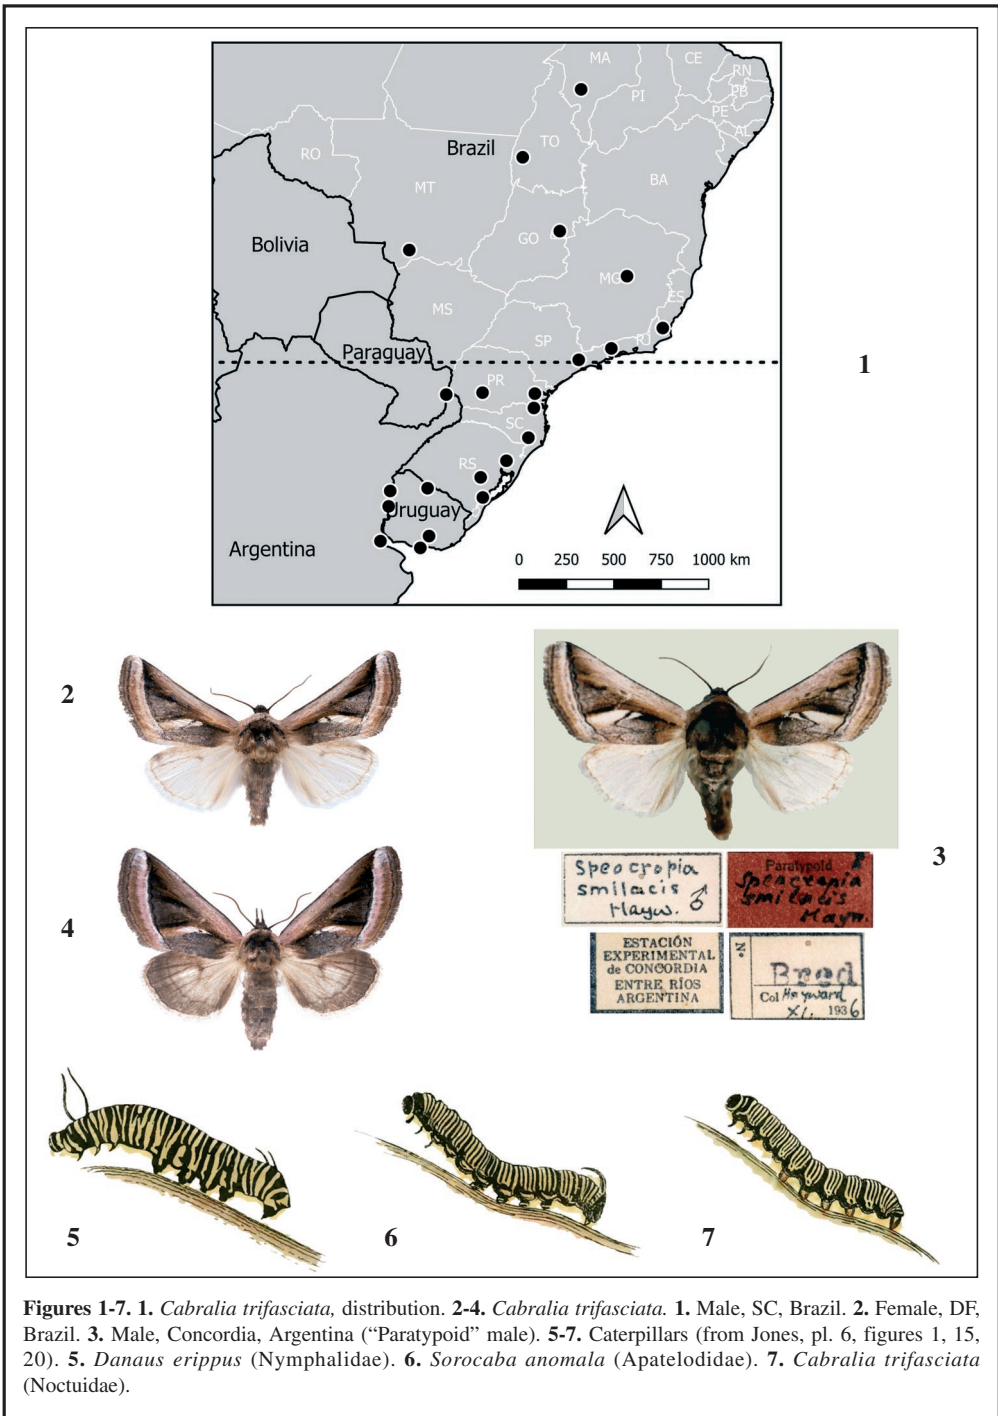 MA
CE
RN
PB
PI
PE
AL
TO
Brazil
RO
MT
BA
Bolivia
GO
MG
ES
MS
SP
RJ
Paraguay
1
PR
SC
RS
Uruguay
Argentina
0 250 500 750 1000 km
2
3
Speocropia
smilacis
Hayw. ♂
Paratypoid
Speocropia
smilacis
Hayw.
4
ESTACIÓN
EXPERIMENTAL
de CONCORDIA
ENTRE RÍOS
ARGENTINA
Nº
Bred
Col Hayward
XI. 1936
5
6
7
Figures 1-7. 1. Cabralia trifasciata, distribution. 2-4. Cabralia trifasciata. 1. Male, SC, Brazil. 2. Female, DF,
Brazil. 3. Male, Concordia, Argentina (“Paratypoid” male). 5-7. Caterpillars (from Jones, pl. 6, figures 1, 15,
20). 5. Danaus erippus (Nymphalidae). 6. Sorocaba anomala (Apatelodidae). 7. Cabralia trifasciata
(Noctuidae).